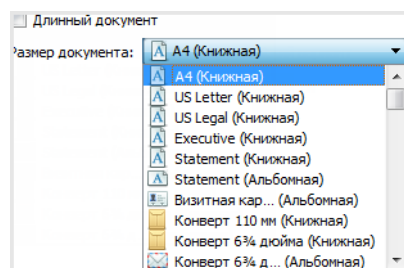 Длинный документ
Размер документа: A4 (Книжная)
A4 (Книжная)
US Letter (Книжная)
US Legal (Книжная)
Executive (Книжная)
Statement (Книжная)
Statement (Альбомная)
Визитная кар... (Альбомная)
Конверт 110 мм (Книжная)
Конверт 6¾ дюйма (Книжная)
Конверт 6¾ д... (Альбомная)